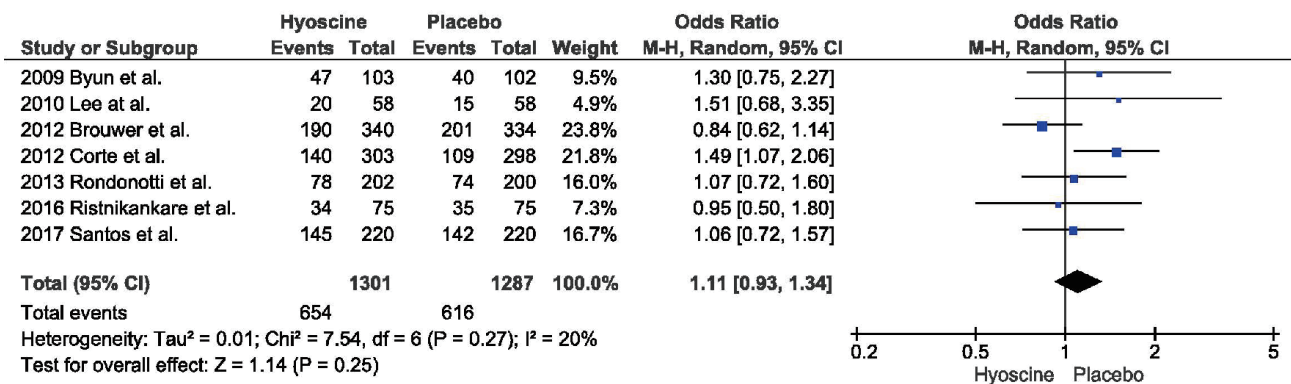 Hyoscine Placebo Odds Ratio Odds Ratio
Study or Subgroup Events Total Events Total Weight M-H, Random, 95% CI M-H, Random, 95% CI
2009 Byun et al. 47 103 40 102 9.5% 1.30 [0.75, 2.27]
2010 Lee at al. 20 58 15 58 4.9% 1.51 [0.68, 3.35]
2012 Brouwer et al. 190 340 201 334 23.8% 0.84 [0.62, 1.14]
2012 Corte et al. 140 303 109 298 21.8% 1.49 [1.07, 2.06]
2013 Rondonotti et al. 78 202 74 200 16.0% 1.07 [0.72, 1.60]
2016 Ristnikankare et al. 34 75 35 75 7.3% 0.95 [0.50, 1.80]
2017 Santos et al. 145 220 142 220 16.7% 1.06 [0.72, 1.57]
Total (95% CI) 1301 1287 100.0% 1.11 [0.93, 1.34]
Total events 654 616
Heterogeneity: Tau² = 0.01; Chi² = 7.54, df = 6 (P = 0.27); I² = 20%
Test for overall effect: Z = 1.14 (P = 0.25)
0.2 0.5 1 2 5
Hyoscine Placebo